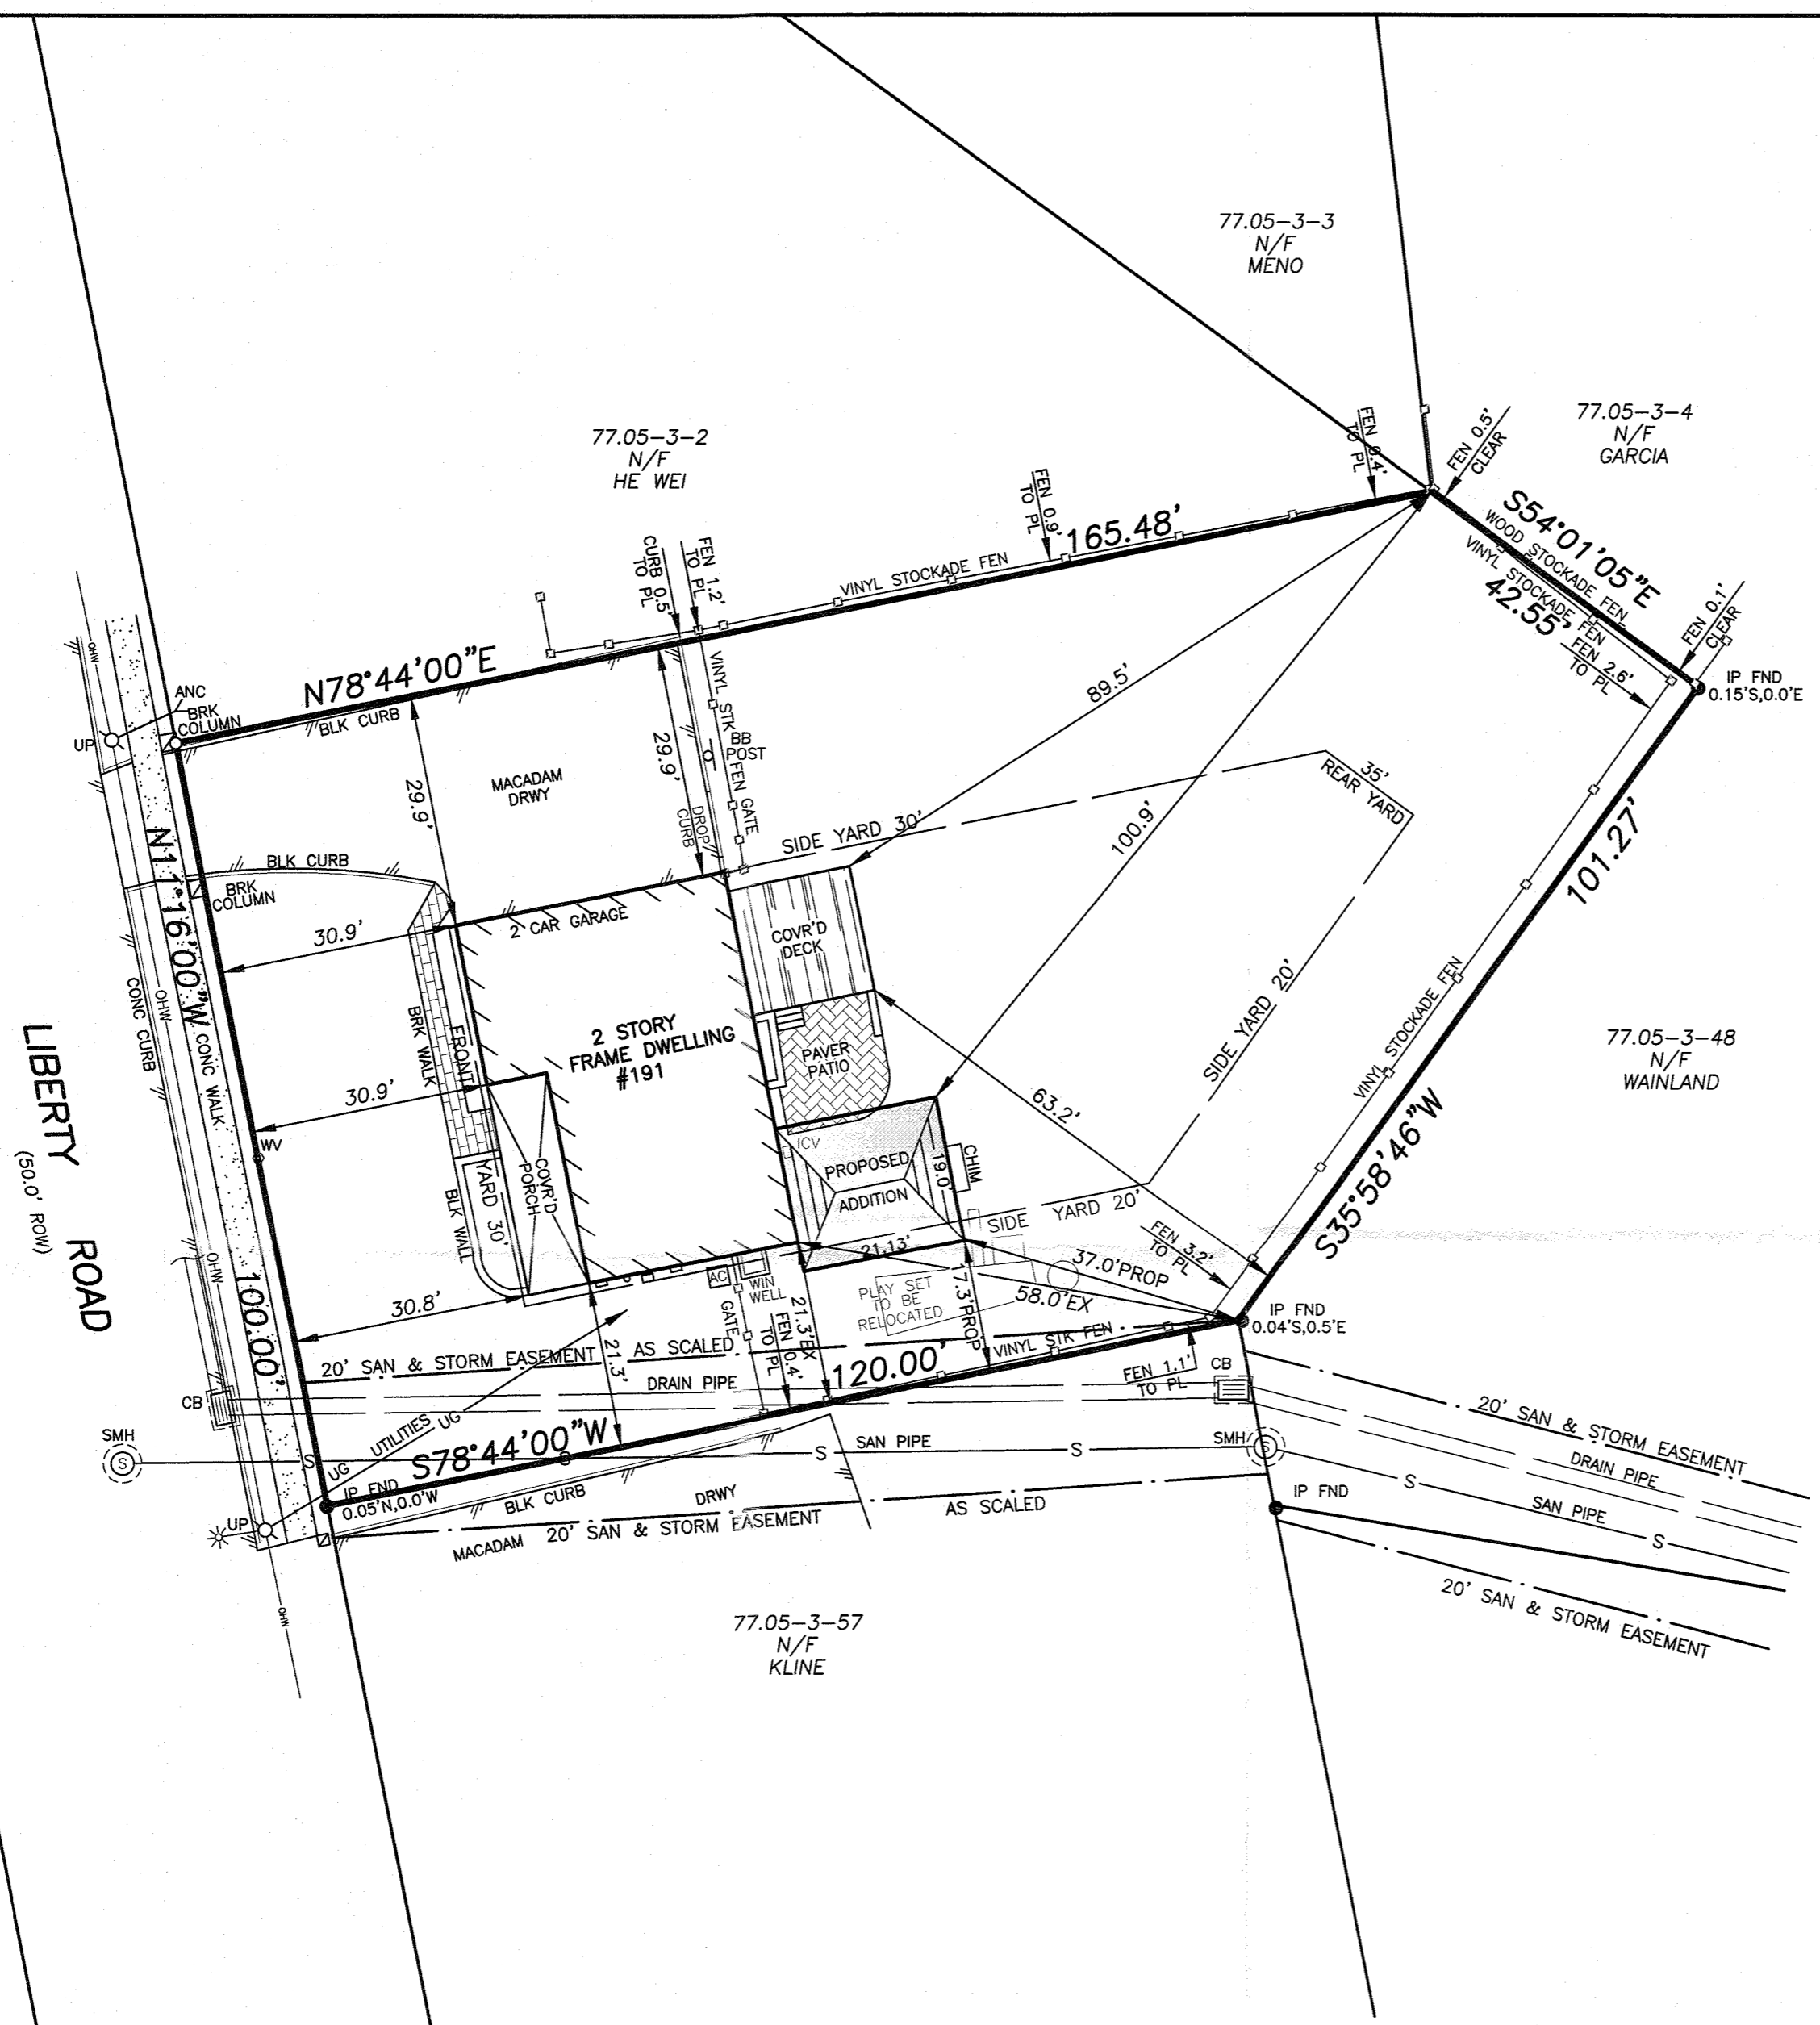 77.05-3-3
N/F
MENO
77.05-3-4
N/F
GARCIA
77.05-3-2
N/F
HE WEI
FEN 0.4'
TO PL
FEN 0.5'
CLEAR
S54°01'05"E
WOOD STOCKADE FEN
VINYL STOCKADE FEN
42.55'
FEN 0.1'
CLEAR
FEN 2.6'
TO PL
IP FND
0.15'S,0.0'E
FEN 0.9'
TO PL
165.48'
VINYL STOCKADE FEN
FEN 1.2'
TO PL
CURB 0.5'
TO PL
N78°44'00"E
BLK CURB
ANC
BRK
COLUMN
UP
OHW
MACADAM
DRWY
29.9'
29.9'
VINYL STK FEN GATE
BB
POST
DROP
CURB
SIDE YARD 30'
35'
REAR YARD
89.5'
100.9'
101.27'
BLK CURB
BRK
COLUMN
N11°16'00"W
CONC WALK
OHW
CONC CURB
30.9'
2 CAR GARAGE
COVR'D
DECK
2 STORY
FRAME DWELLING
#191
FRONT
BRK WALK
PAVER
PATIO
SIDE YARD 20'
VINYL STOCKADE FEN
77.05-3-48
N/F
WAINLAND
LIBERTY ROAD
(50.0' ROW)
30.9'
WV
63.2'
S35°58'46"W
ICV
PROPOSED
ADDITION
19.0'
CHIM
COVR'D
PORCH
YARD 30'
BLK WALL
SIDE YARD 20'
FEN 3.2'
TO PL
21.13'
37.0'PROP
58.0'EX
17.3'PROP
PLAY SET
TO BE
RELOCATED
AC
WIN
WELL
GATE
FEN 0.4'
TO PL
21.3'EX
OHW
100.00'
30.8'
21.3'
IP FND
0.04'S,0.5'E
20' SAN & STORM EASEMENT AS SCALED
120.00'
VINYL STK FEN
FEN 1.1'
TO PL
CB
DRAIN PIPE
CB
SMH
S
UTILITIES UG
UG
S
S78°44'00"W
S
S
SAN PIPE
S
SMH
S
20' SAN & STORM EASEMENT
DRAIN PIPE
S
SAN PIPE
S
IP FND
0.05'N,0.0'W
BLK CURB
DRWY
AS SCALED
IP FND
UP
MACADAM
20' SAN & STORM EASEMENT
20' SAN & STORM EASEMENT
OHW
77.05-3-57
N/F
KLINE